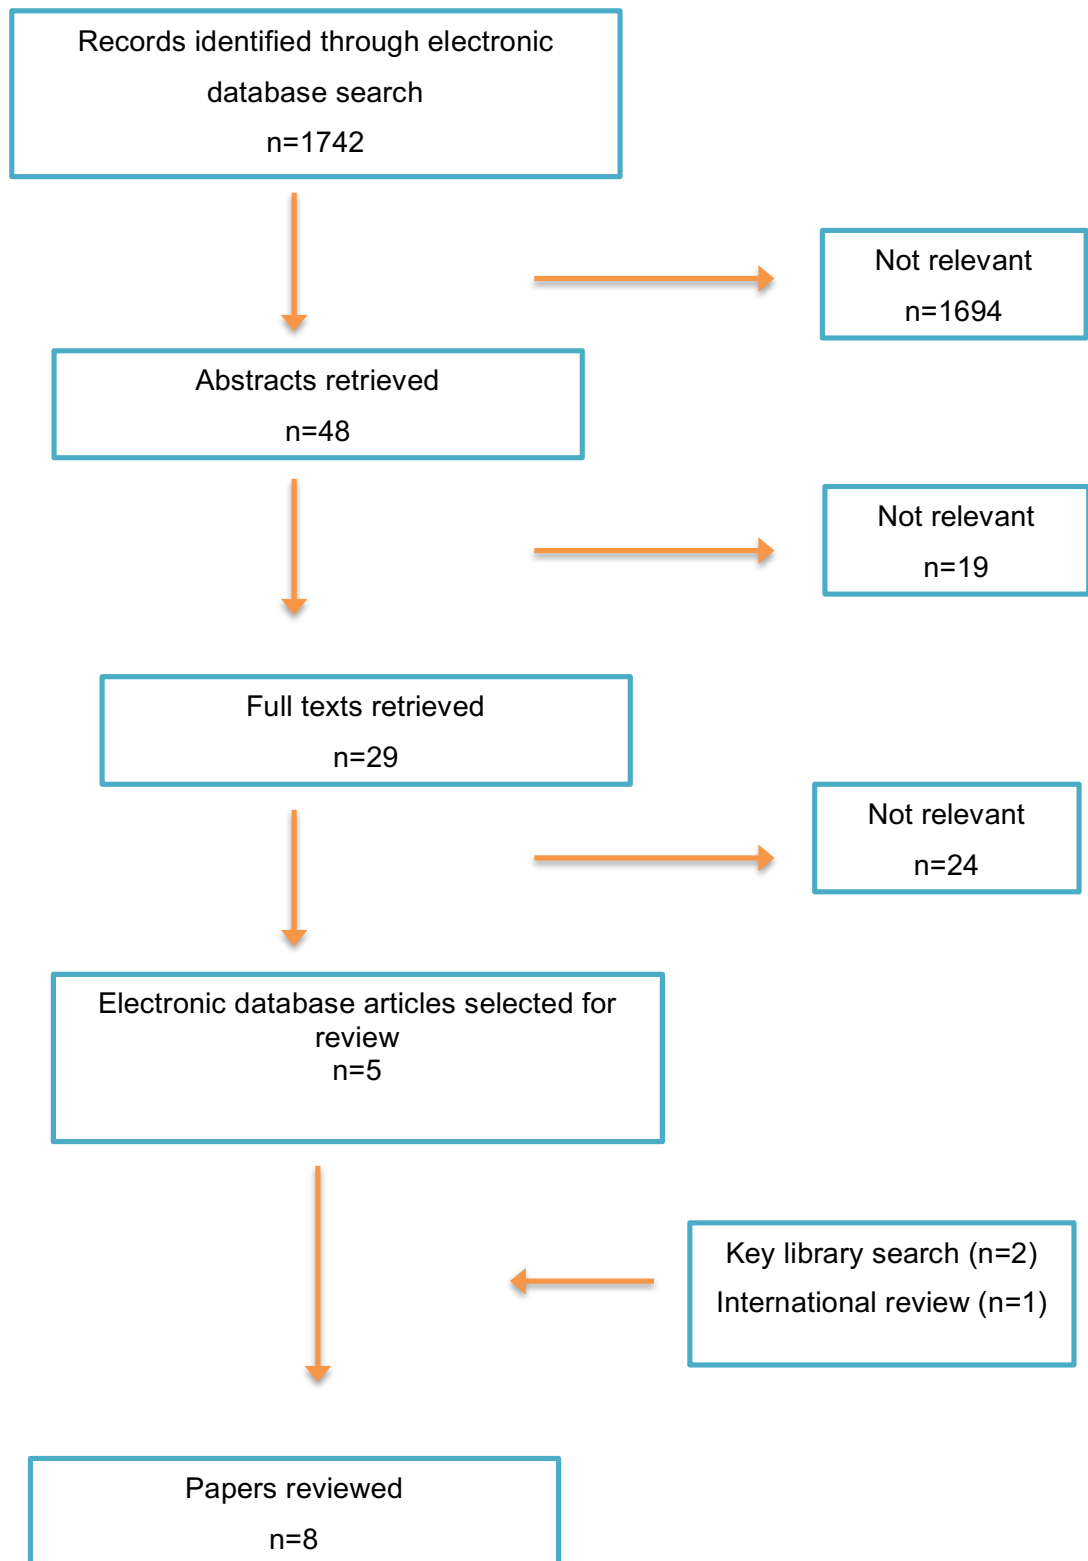 Records identified through electronic
database search
n=1742
Not relevant
n=1694
Abstracts retrieved
n=48
Not relevant
n=19
Full texts retrieved
n=29
Not relevant
n=24
Electronic database articles selected for
review
n=5
Key library search (n=2)
International review (n=1)
Papers reviewed
n=8